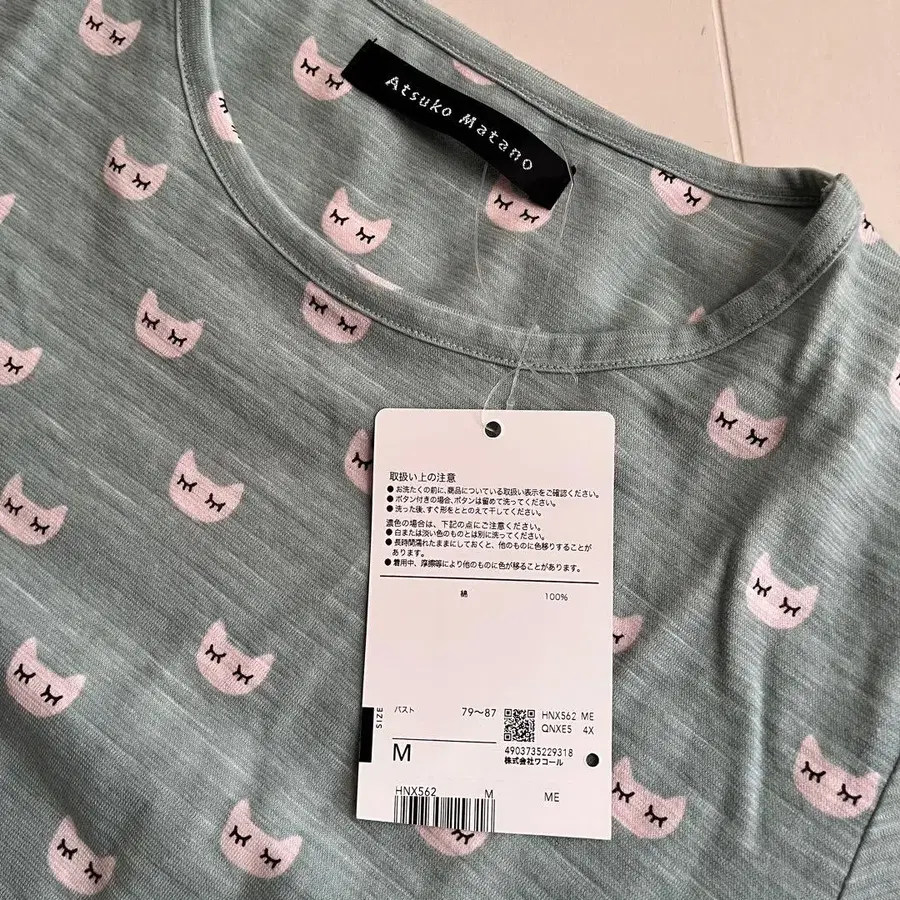 Atsuko Matano
取扱い上の注意
●お洗たくの前に、商品についている取扱い表示をご確認ください。
●ボタン付きの場合、ボタンは留めて洗ってください。
●洗った後、すぐ形をととのえて干してください。
濃色の場合は、下記の点にご注意ください。
●白または淡い色のものとは別に洗ってください。
●長時間濡れたままにしておくと、他のものに色移りすることが
あります。
●着用中、摩擦等により他のものに色が移ることがあります。
綿 100%
SIZE
バスト 79〜87
M
HNX562 ME
QNXE5 4X
4903735229318
株式会社ワコール
HNX562 M ME